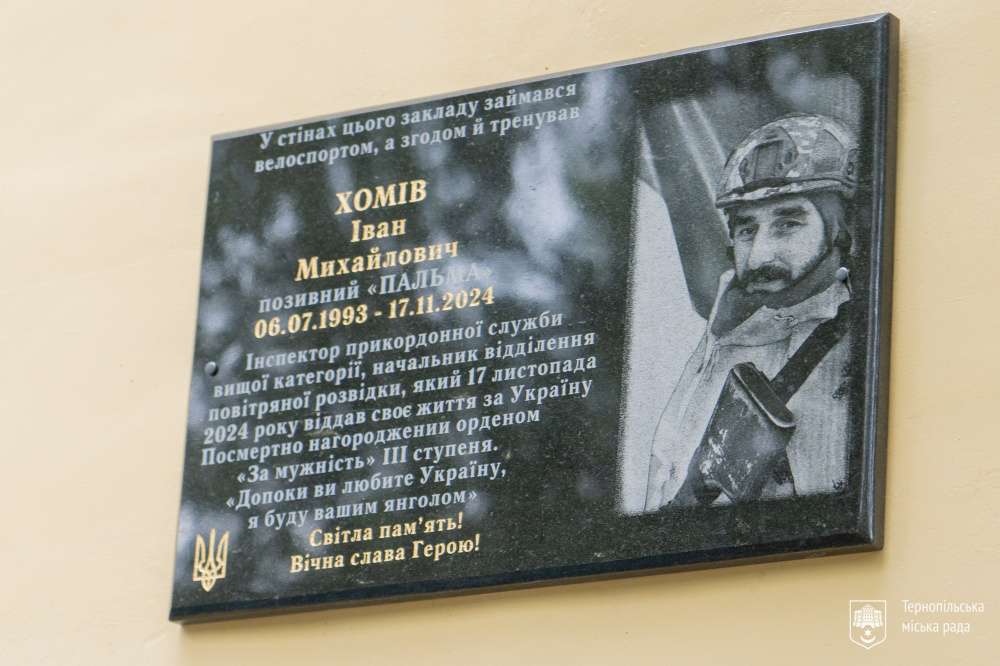 У стінах цього закладу займався
велоспортом, а згодом й тренував
ХОМІВ
Іван
Михайлович
позивний «ПАЛЬМА»
06.07.1993 - 17.11.2024
Інспектор прикордонної служби
вищої категорії, начальник відділення
повітряної розвідки, який 17 листопада
2024 року віддав своє життя за Україну
Посмертно нагороджении орденом
«За мужність» ІІІ ступеня.
«Допоки ви любите Україну,
я буду вашим янголом»
Світла пам’ять!
Вічна слава Герою!
Тернопільська
міська рада